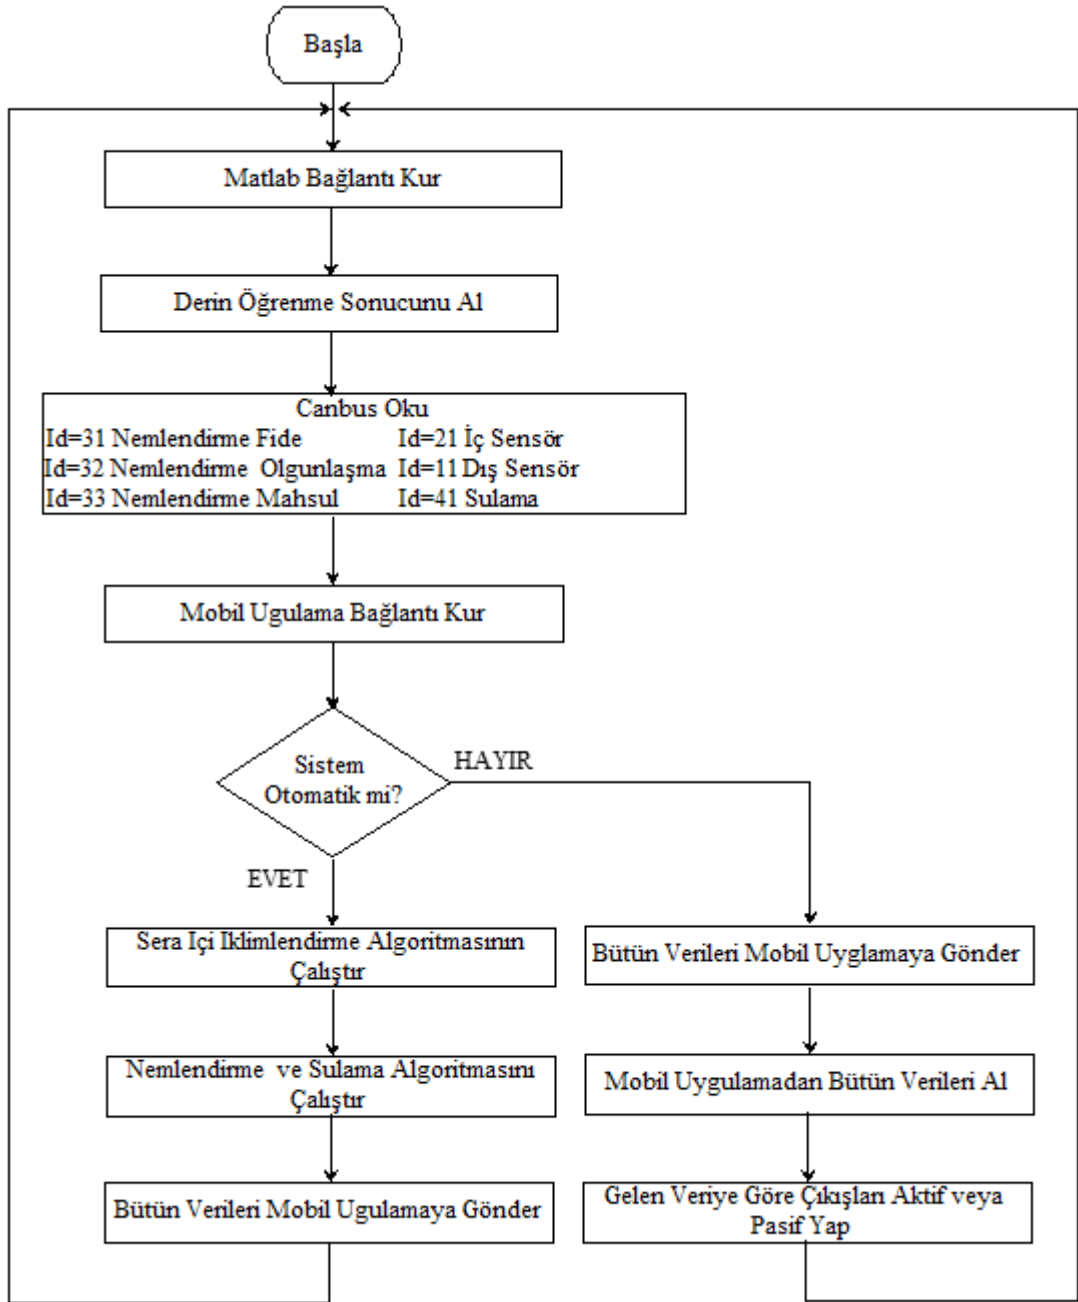 Başla
Matlab Bağlantı Kur
Derin Öğrenme Sonucunu Al
Canbus Oku
Id=31 Nemlendirme Fide Id=21 İç Sensör
Id=32 Nemlendirme Olgunlaşma Id=11 Dış Sensör
Id=33 Nemlendirme Mahsul Id=41 Sulama
Mobil Ugulama Bağlantı Kur
Sistem
Otomatik mi?
HAYIR
EVET
Sera Içi Iklimlendirme Algoritmasının
Çalıştır
Nemlendirme ve Sulama Algoritmasını
Çalıştır
Bütün Verileri Mobil Ugulamaya Gönder
Bütün Verileri Mobil Uyglamaya Gönder
Mobil Uygulamadan Bütün Verileri Al
Gelen Veriye Göre Çıkışları Aktif veya
Pasif Yap